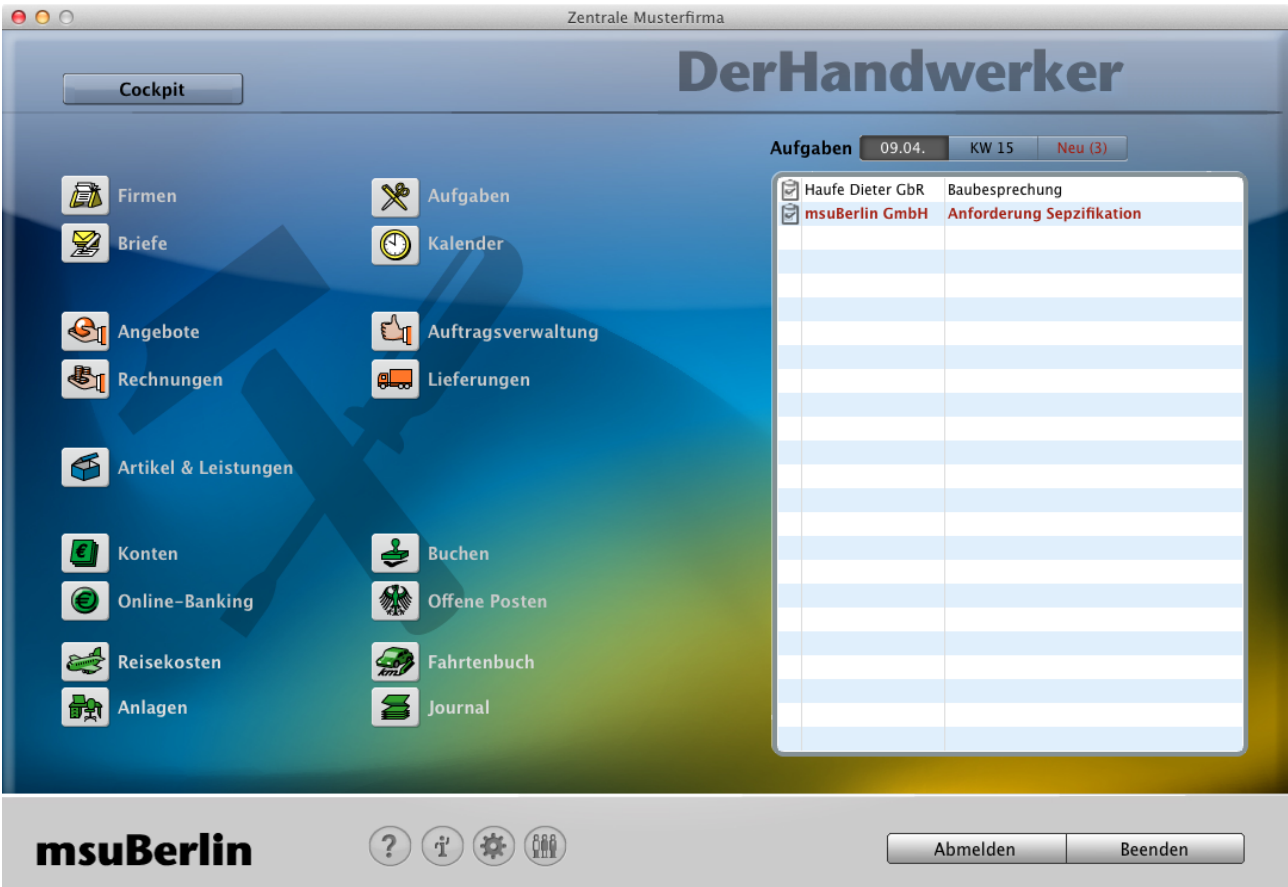 Zentrale Musterfirma
Cockpit
DerHandwerker
Aufgaben 09.04. KW 15 Neu (3)
Haufe Dieter GbR Baubesprechung
msuBerlin GmbH Anforderung Sepzifikation
Firmen Aufgaben
Briefe Kalender
Angebote Auftragsverwaltung
Rechnungen Lieferungen
Artikel & Leistungen
Konten Buchen
Online-Banking Offene Posten
Reisekosten km Fahrtenbuch
Anlagen Journal
msuBerlin ? i Abmelden Beenden